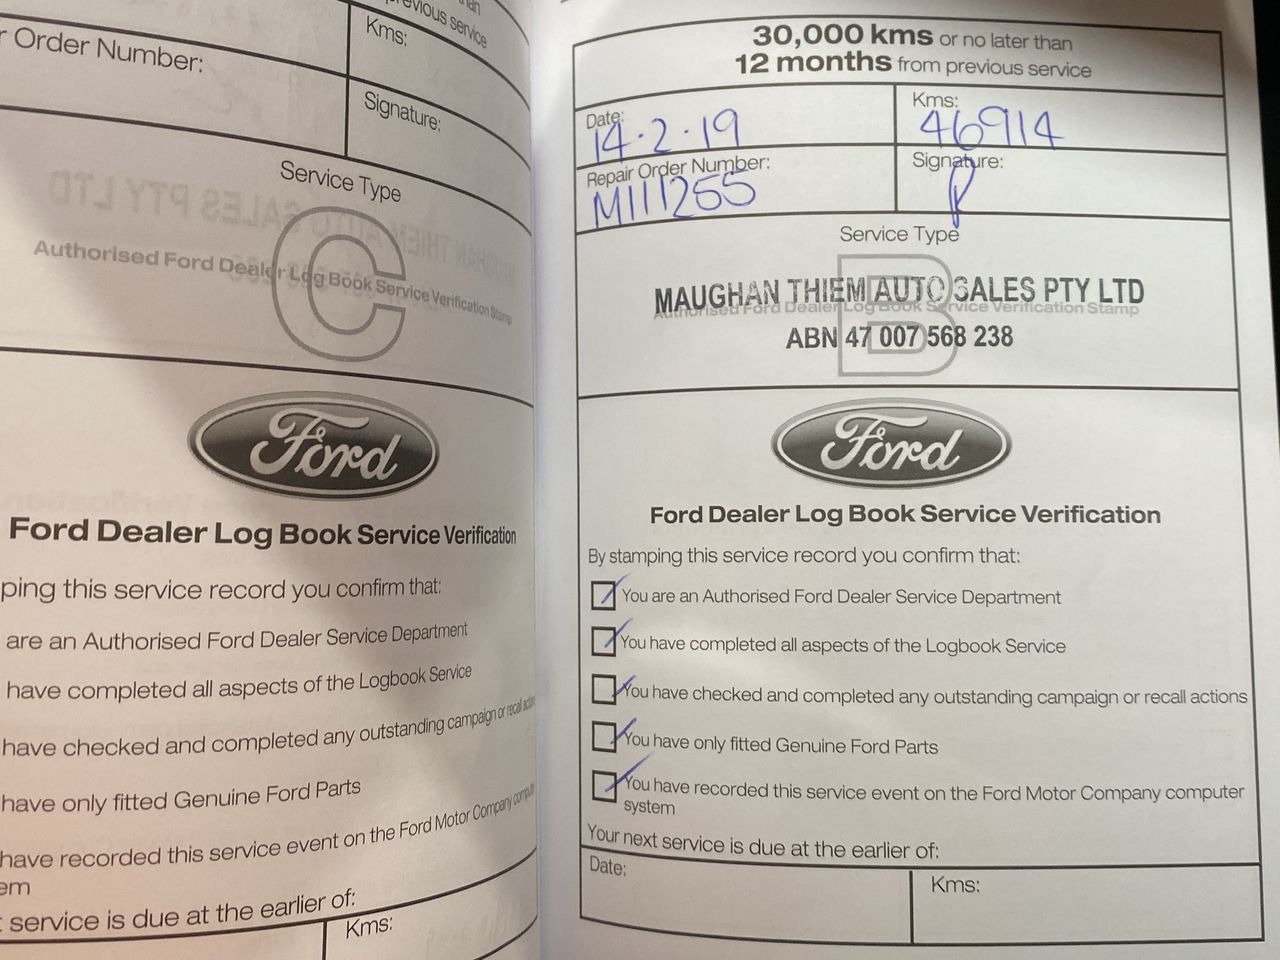 previous service
Order Number:
Kms:
Signature:
Service Type
C
Authorised Ford Dealer Log Book Service Verification Stamp
Ford
Ford Dealer Log Book Service Verification
ping this service record you confirm that:
are an Authorised Ford Dealer Service Department
have completed all aspects of the Logbook Service
have checked and completed any outstanding campaign or recall
have only fitted Genuine Ford Parts
have recorded this service event on the Ford Motor Company
em
service is due at the earlier of:
Kms:
30,000 kms or no later than
12 months from previous service
Date:
14.2.19
Kms:
46914
Repair Order Number:
M111255
Signature:
Service Type
B
MAUGHAN THIEM AUTO SALES PTY LTD
Authorised Ford Dealer Log Book Service Verification Stamp
ABN 47 007 568 238
Ford
Ford Dealer Log Book Service Verification
By stamping this service record you confirm that:
You are an Authorised Ford Dealer Service Department
You have completed all aspects of the Logbook Service
You have checked and completed any outstanding campaign or recall actions
You have only fitted Genuine Ford Parts
You have recorded this service event on the Ford Motor Company computer
system
Your next service is due at the earlier of:
Date:
Kms: